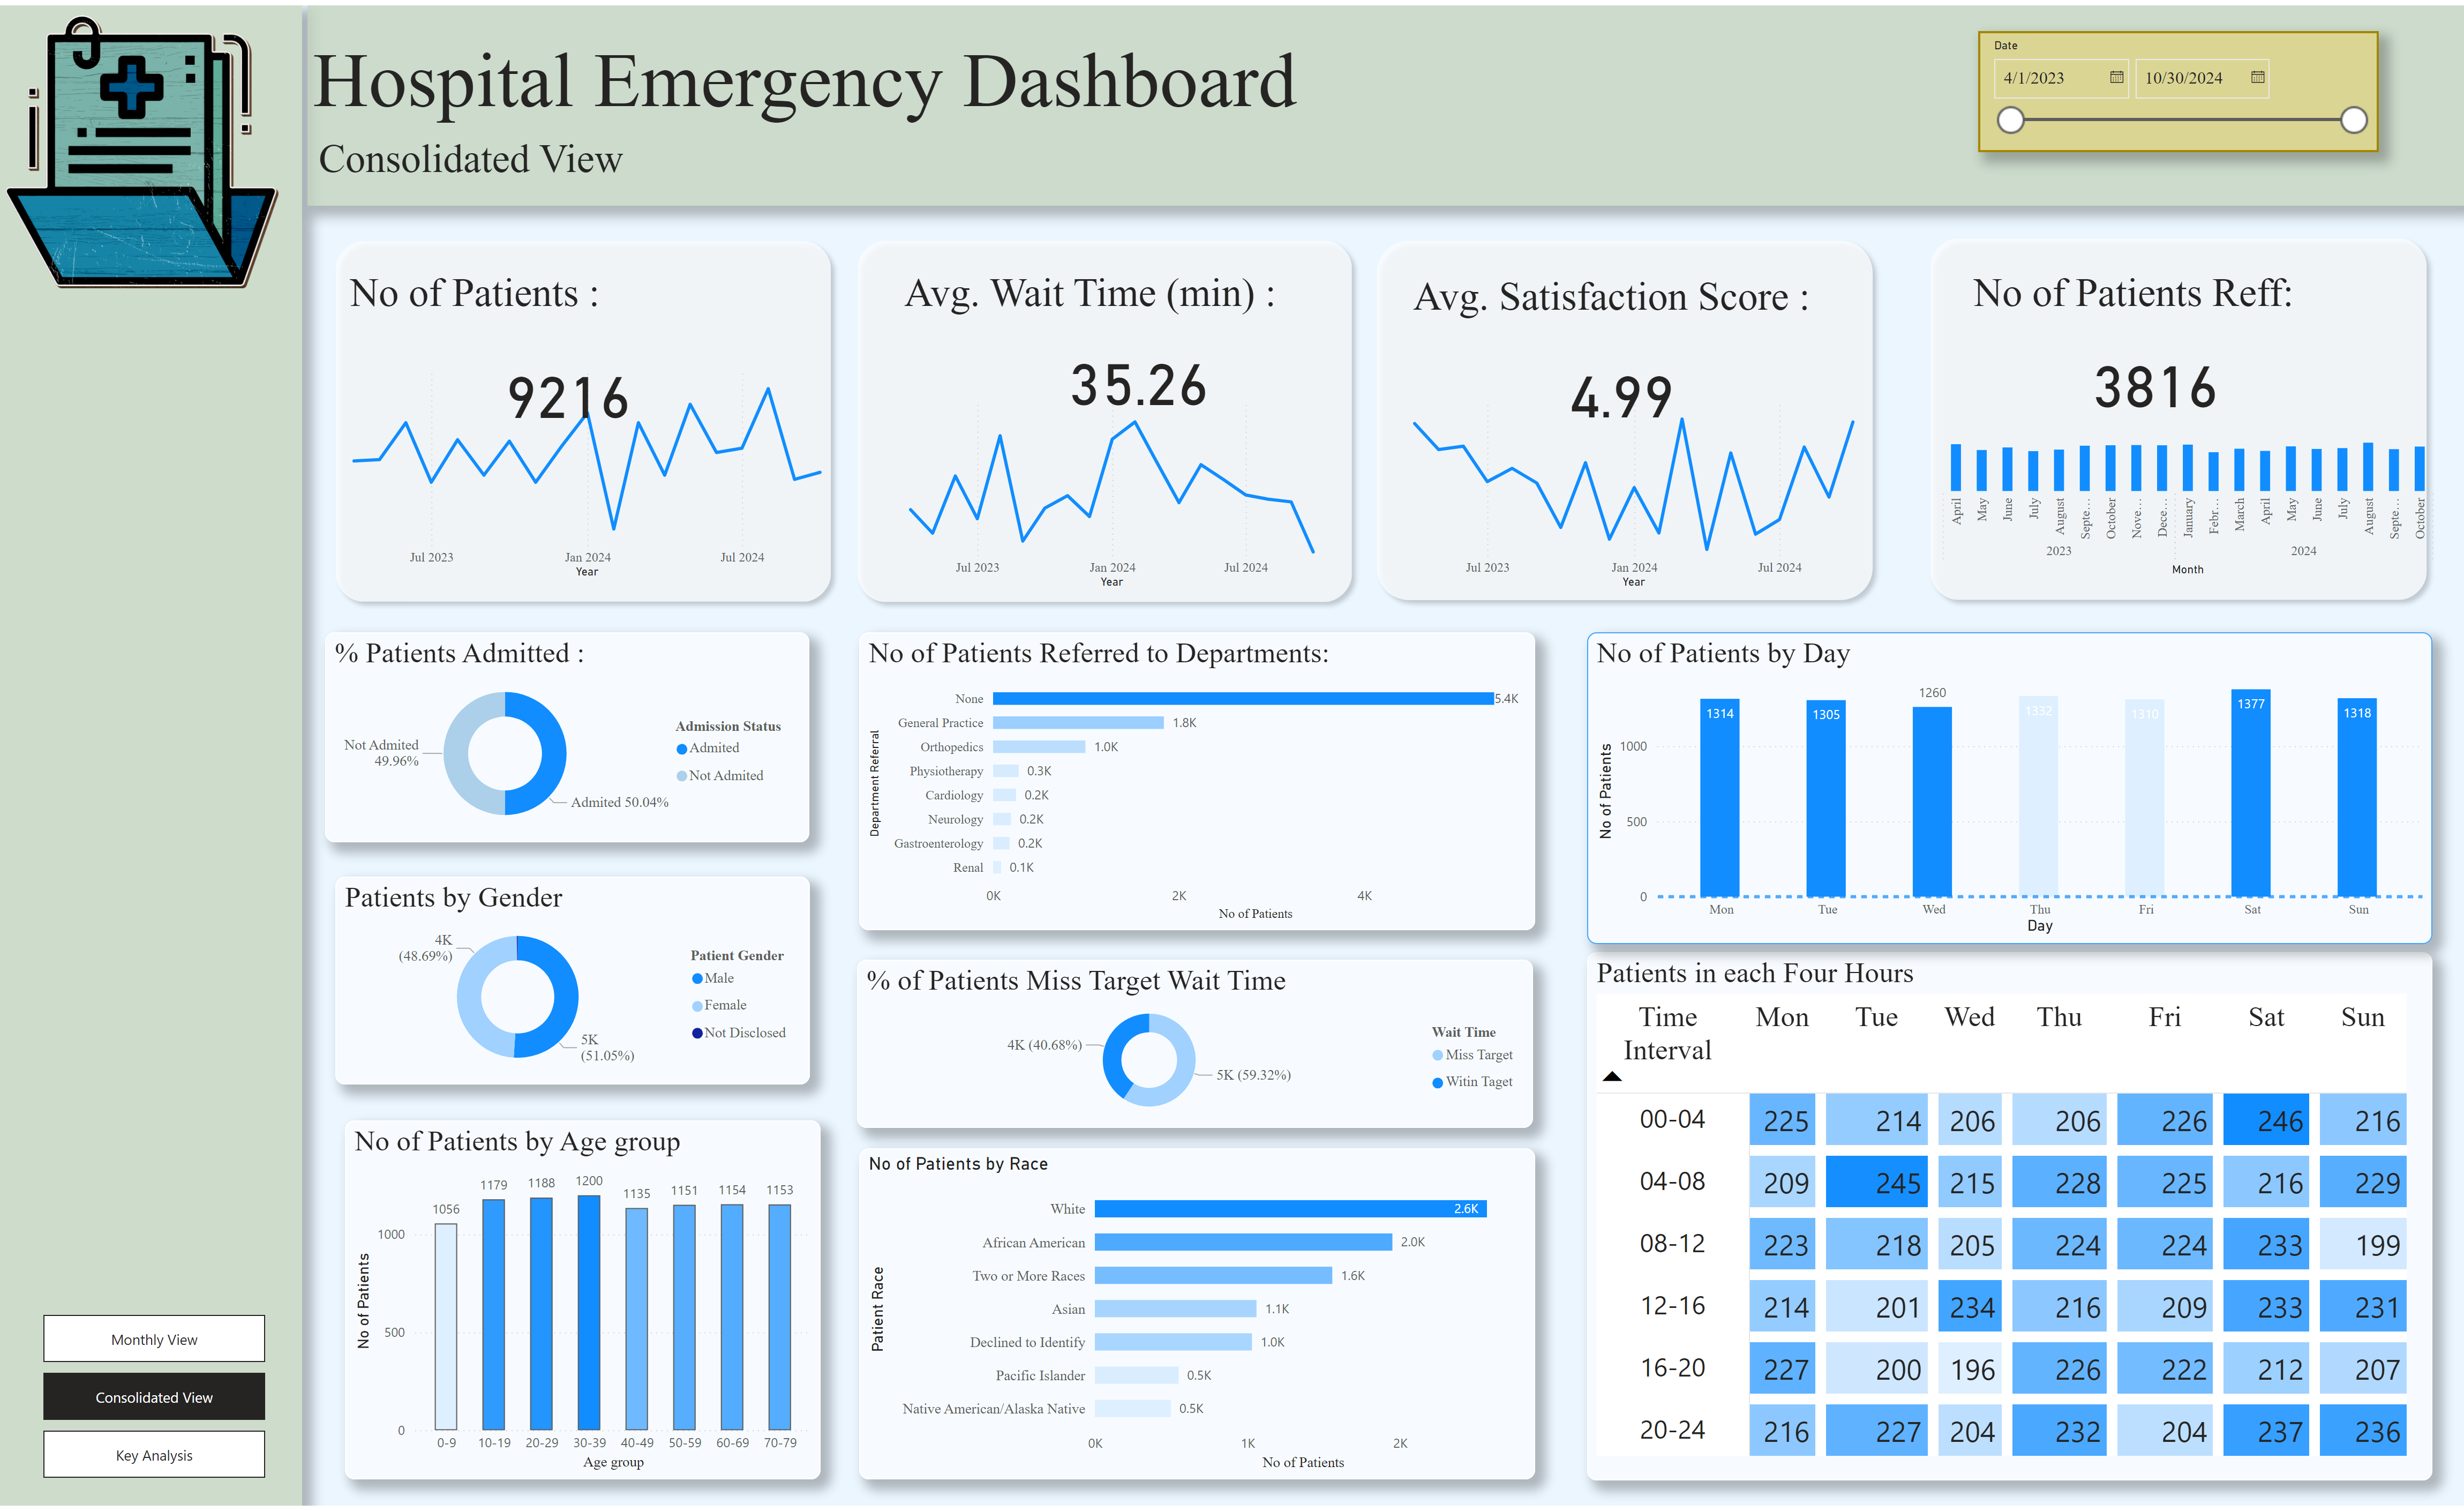 Hospital Emergency Dashboard
Consolidated View
Date
4/1/2023 10/30/2024
No of Patients :
9216
Jul 2023 Jan 2024 Jul 2024
Year
Avg. Wait Time (min) :
35.26
Jul 2023 Jan 2024 Jul 2024
Year
Avg. Satisfaction Score :
4.99
Jul 2023 Jan 2024 Jul 2024
Year
No of Patients Reff:
3816
April May June July August Septe... October Nove... Dece... January Febr... March April May June July August Septe... October
2023 2024
Month
% Patients Admitted :
Not Admited
49.96%
Admited 50.04%
Admission Status
Admited
Not Admited
Patients by Gender
4K
(48.69%)
5K
(51.05%)
Patient Gender
Male
Female
Not Disclosed
No of Patients by Age group
No of Patients
1000
500
0
1056 1179 1188 1200 1135 1151 1154 1153
0-9 10-19 20-29 30-39 40-49 50-59 60-69 70-79
Age group
No of Patients Referred to Departments:
Department Referral
None 5.4K
General Practice 1.8K
Orthopedics 1.0K
Physiotherapy 0.3K
Cardiology 0.2K
Neurology 0.2K
Gastroenterology 0.2K
Renal 0.1K
0K 2K 4K
No of Patients
% of Patients Miss Target Wait Time
4K (40.68%)
5K (59.32%)
Wait Time
Miss Target
Witin Taget
No of Patients by Race
Patient Race
White 2.6K
African American 2.0K
Two or More Races 1.6K
Asian 1.1K
Declined to Identify 1.0K
Pacific Islander 0.5K
Native American/Alaska Native 0.5K
0K 1K 2K
No of Patients
No of Patients by Day
No of Patients
1000
500
0
1314 1305 1260 1332 1310 1377 1318
Mon Tue Wed Thu Fri Sat Sun
Day
Patients in each Four Hours
Time Mon Tue Wed Thu Fri Sat Sun
Interval
00-04 225 214 206 206 226 246 216
04-08 209 245 215 228 225 216 229
08-12 223 218 205 224 224 233 199
12-16 214 201 234 216 209 233 231
16-20 227 200 196 226 222 212 207
20-24 216 227 204 232 204 237 236
Monthly View
Consolidated View
Key Analysis